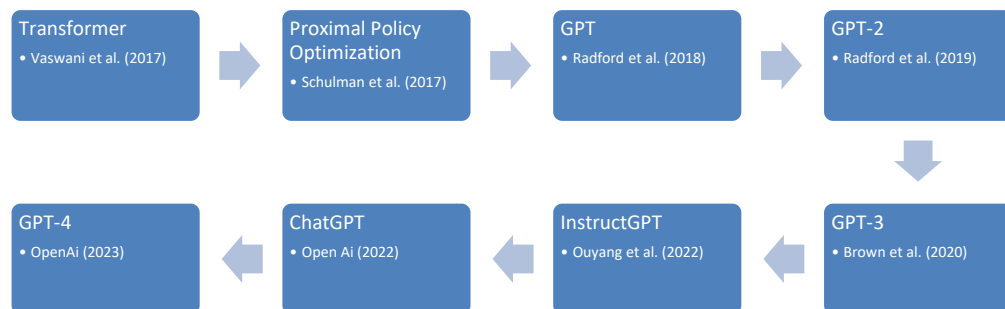 Transformer
• Vaswani et al. (2017)
Proximal Policy
Optimization
• Schulman et al. (2017)
GPT
• Radford et al. (2018)
GPT-2
• Radford et al. (2019)
GPT-3
• Brown et al. (2020)
InstructGPT
• Ouyang et al. (2022)
ChatGPT
• Open Ai (2022)
GPT-4
• OpenAi (2023)